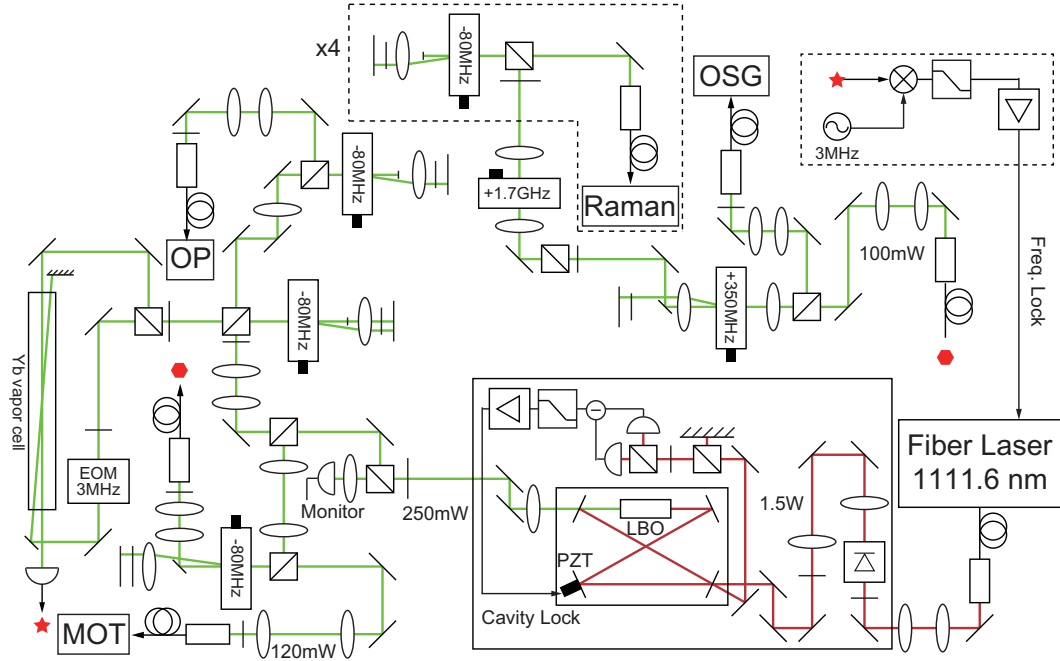 x4
-80MHz
OSG
3MHz
-80MHz
+1.7GHz
Raman
OP
100mW
Freq. Lock
+350MHz
-80MHz
Yb vapor cell
EOM
3MHz
Monitor
250mW
LBO
1.5W
Fiber Laser
1111.6 nm
PZT
-80MHz
Cavity Lock
MOT
120mW